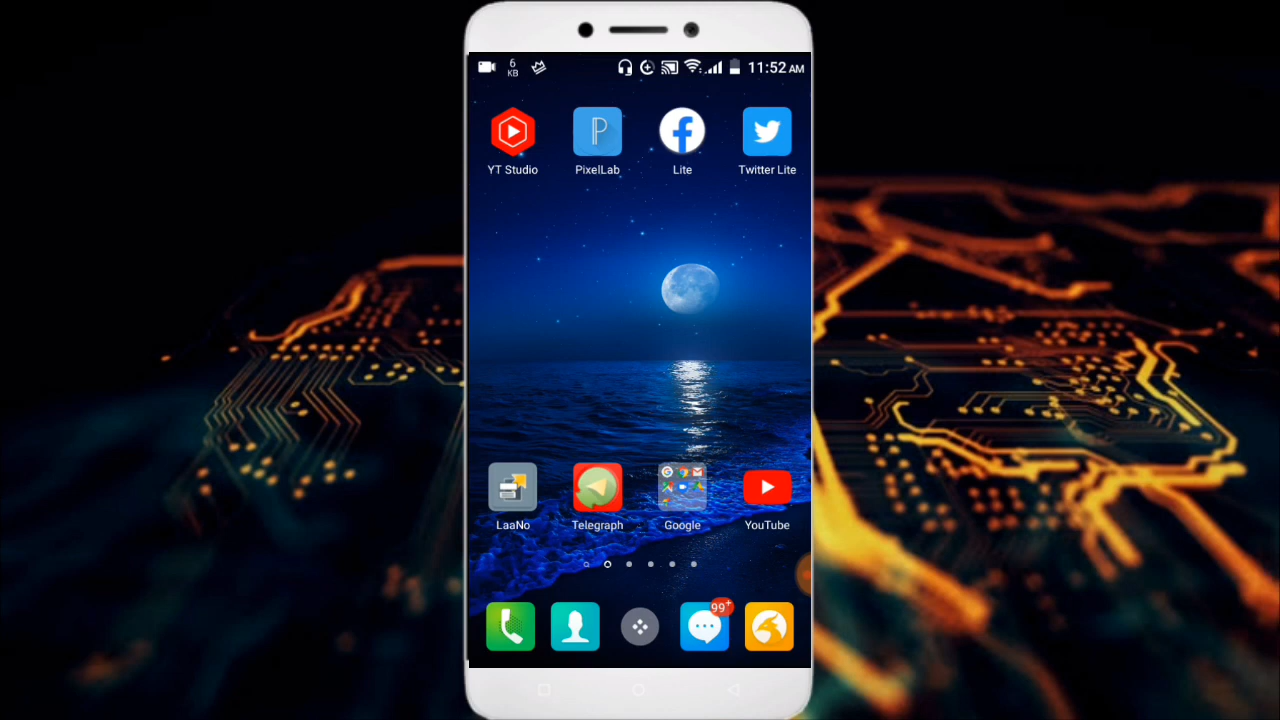 6
KB
11:52 AM
YT Studio
PixelLab
Lite
Twitter Lite
LaaNo
Telegraph
Google
YouTube
99+